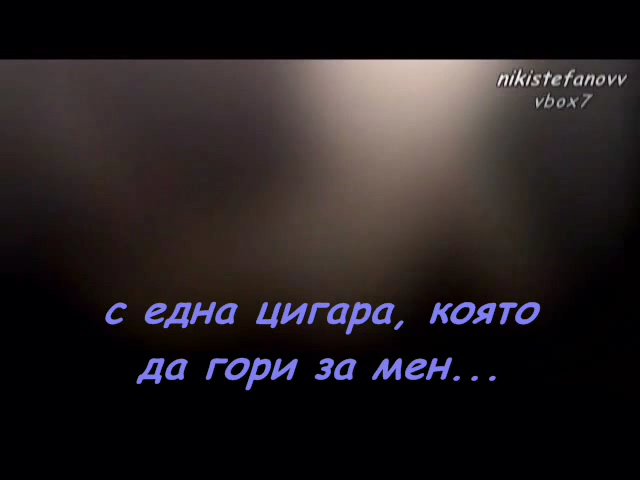 nikistefanovv
vbox7
с една цигара, която
да гори за мен...